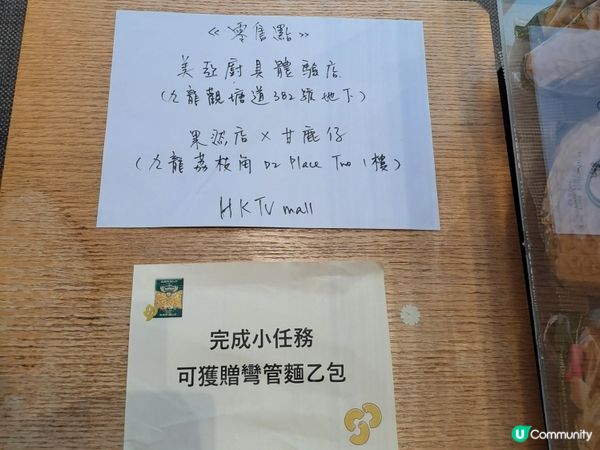 《零售點》
美亞廚具體驗店
(九龍觀塘道382號地下)
果然店 x 甘鹿仔
(九龍荔枝角 D2 Place Two 1樓)
HKTV mall
完成小任務
可獲贈彎管麵乙包
U Community